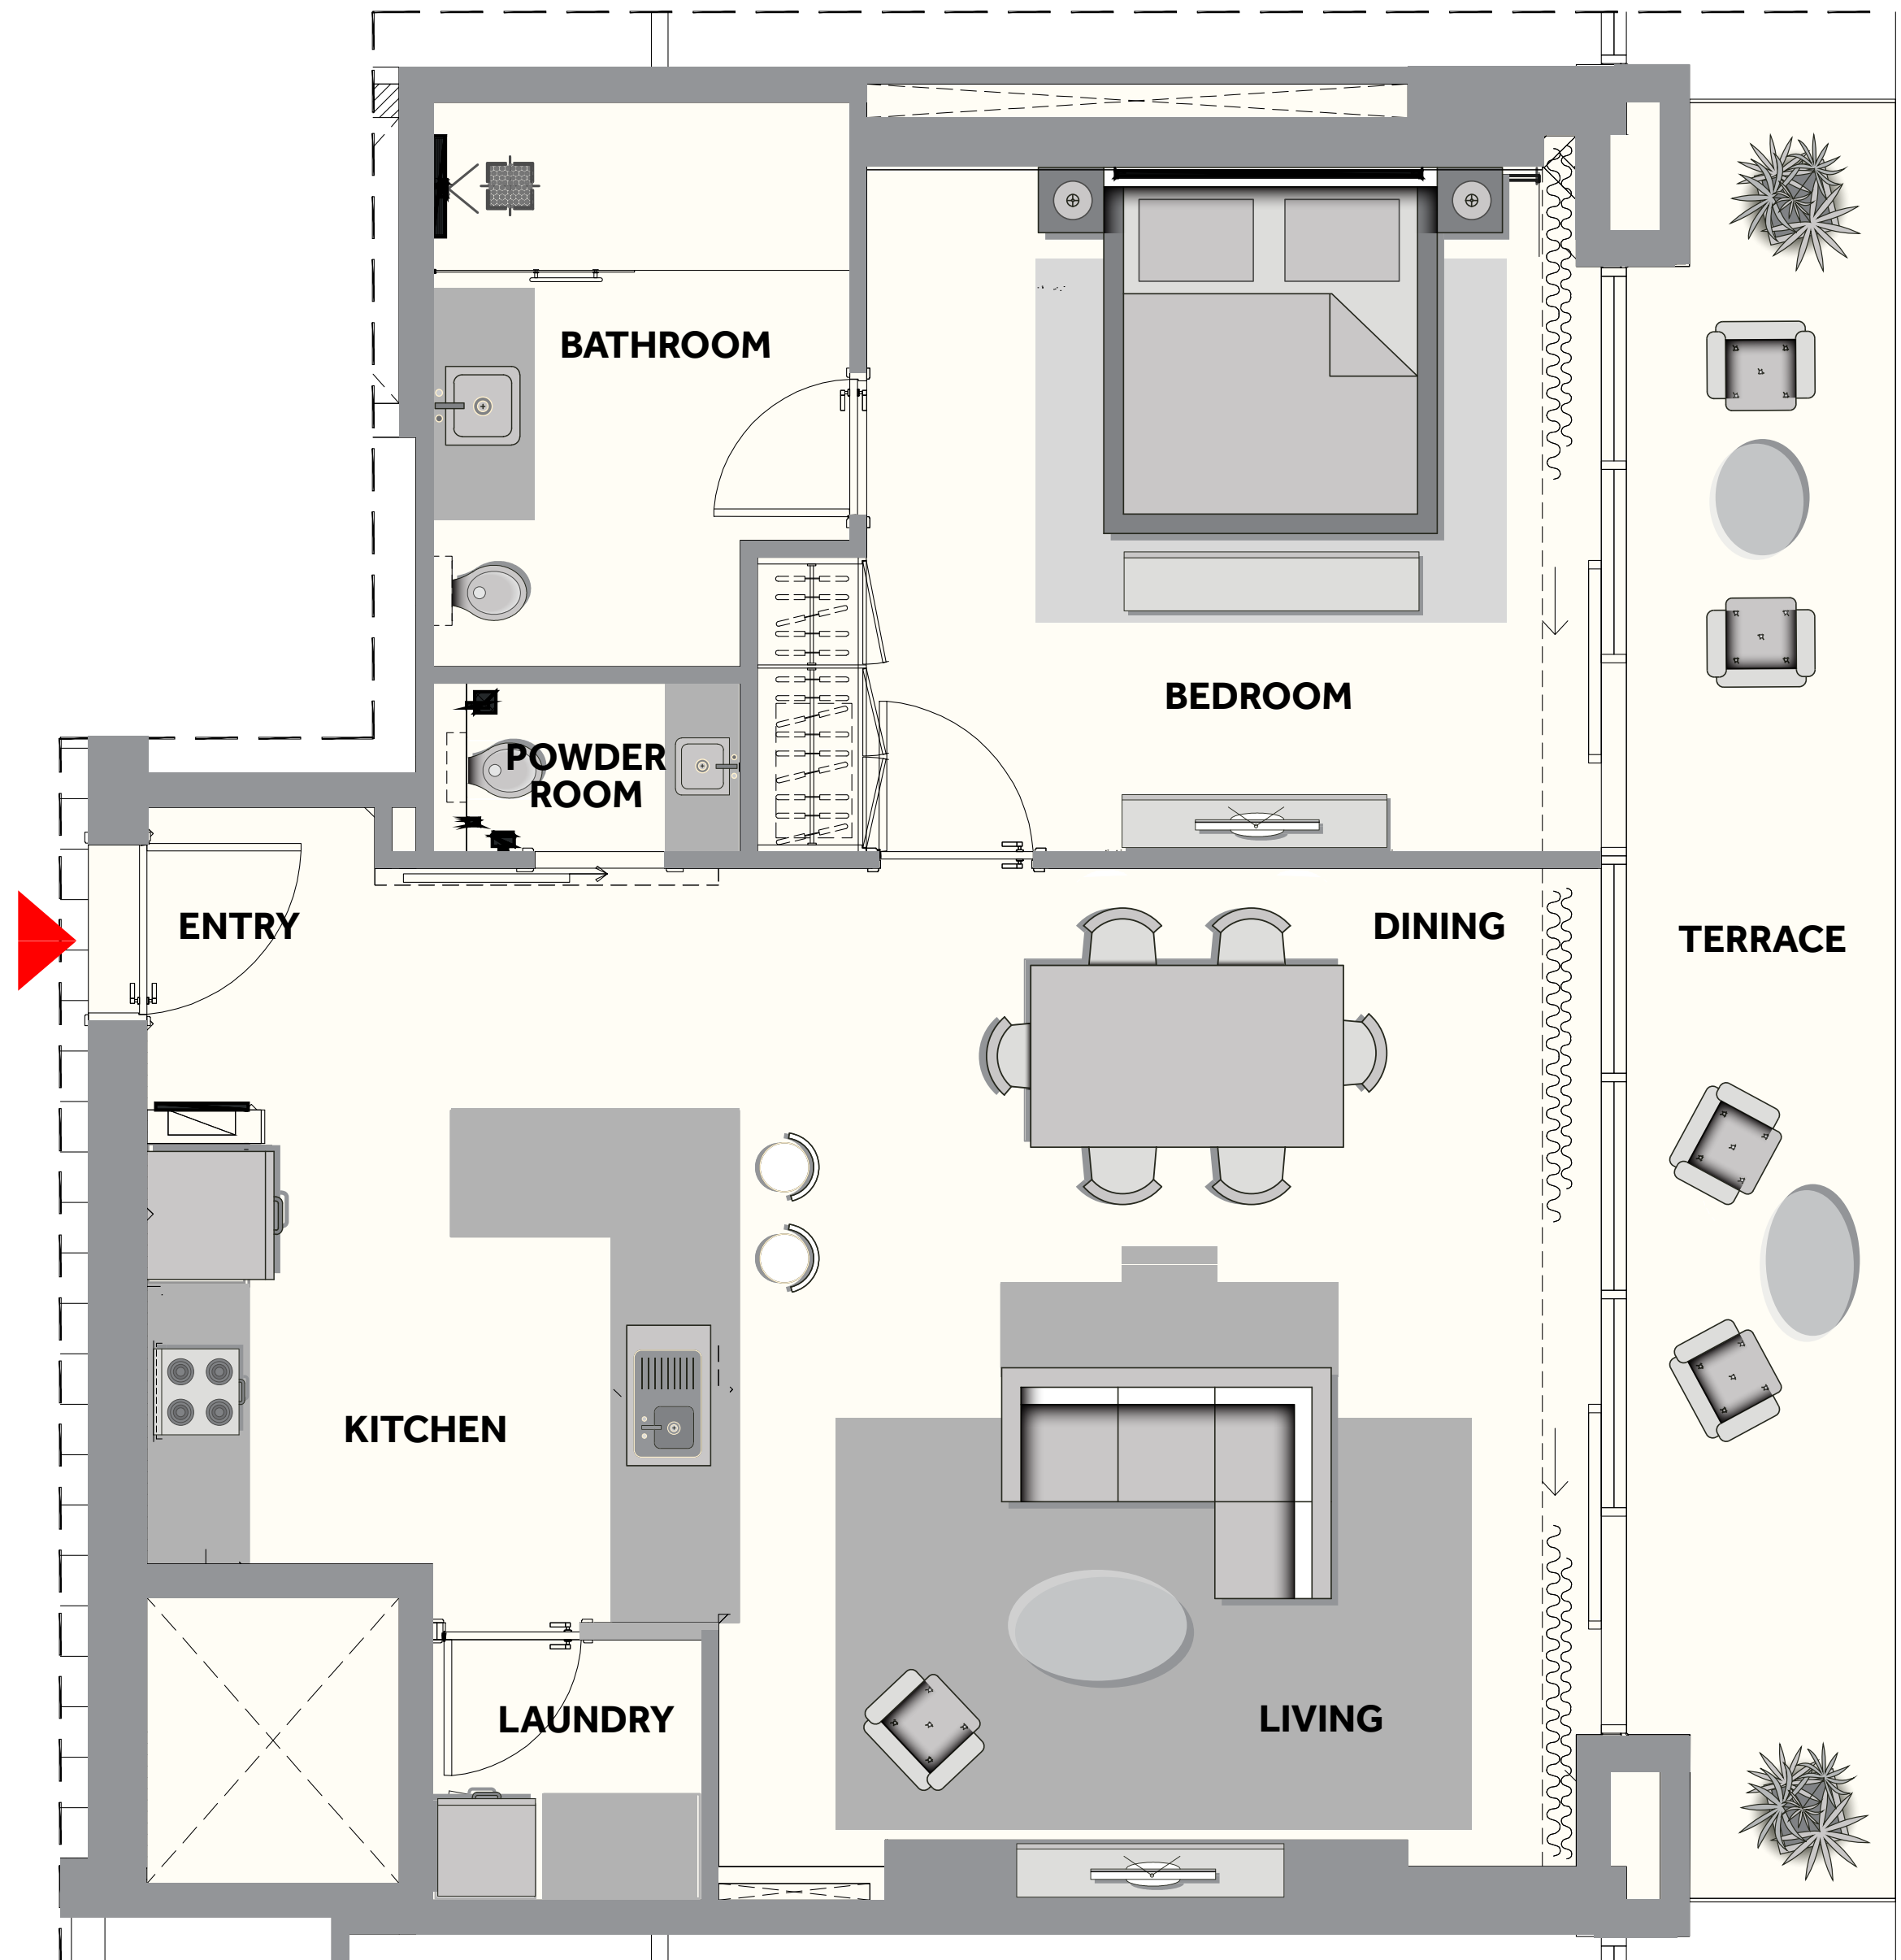 BATHROOM
BEDROOM
POWDER
ROOM
ENTRY
DINING
TERRACE
KITCHEN
LAUNDRY
LIVING